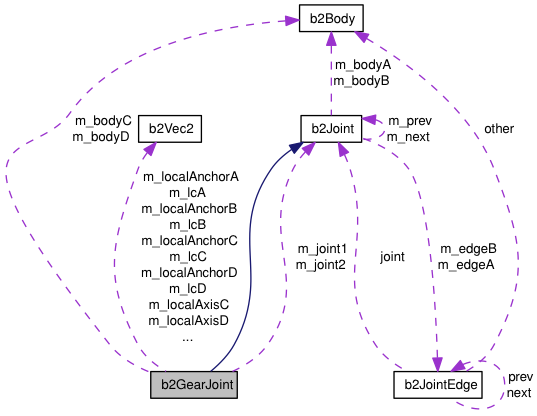 b2Body
m_bodyA
m_bodyB
m_bodyC
m_bodyD
b2Vec2
b2Joint
m_prev
m_next
other
m_localAnchorA
m_lcA
m_localAnchorB
m_lcB
m_localAnchorC
m_lcC
m_localAnchorD
m_lcD
m_localAxisC
m_localAxisD
...
m_joint1
m_joint2
joint
m_edgeB
m_edgeA
b2GearJoint
b2JointEdge
prev
next